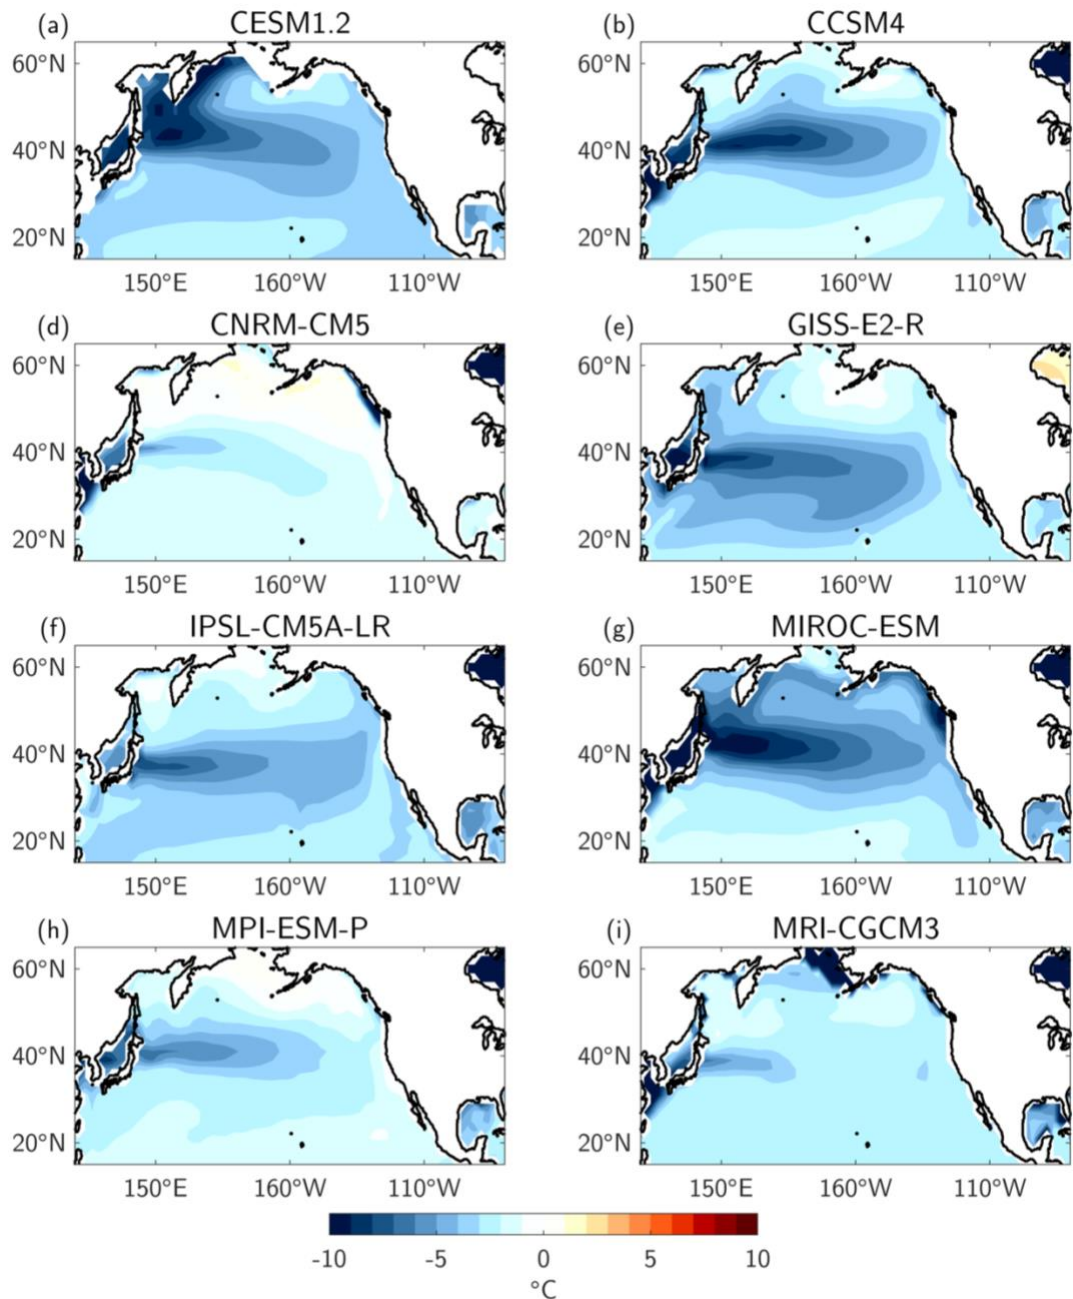 (a) CESM1.2 (b) CCSM4
60°N 60°N
40°N 40°N
20°N 20°N
150°E 160°W 110°W 150°E 160°W 110°W
(d) CNRM-CM5 (e) GISS-E2-R
60°N 60°N
40°N 40°N
20°N 20°N
150°E 160°W 110°W 150°E 160°W 110°W
(f) IPSL-CM5A-LR (g) MIROC-ESM
60°N 60°N
40°N 40°N
20°N 20°N
150°E 160°W 110°W 150°E 160°W 110°W
(h) MPI-ESM-P (i) MRI-CGCM3
60°N 60°N
40°N 40°N
20°N 20°N
150°E 160°W 110°W 150°E 160°W 110°W
-10 -5 0 5 10
°C